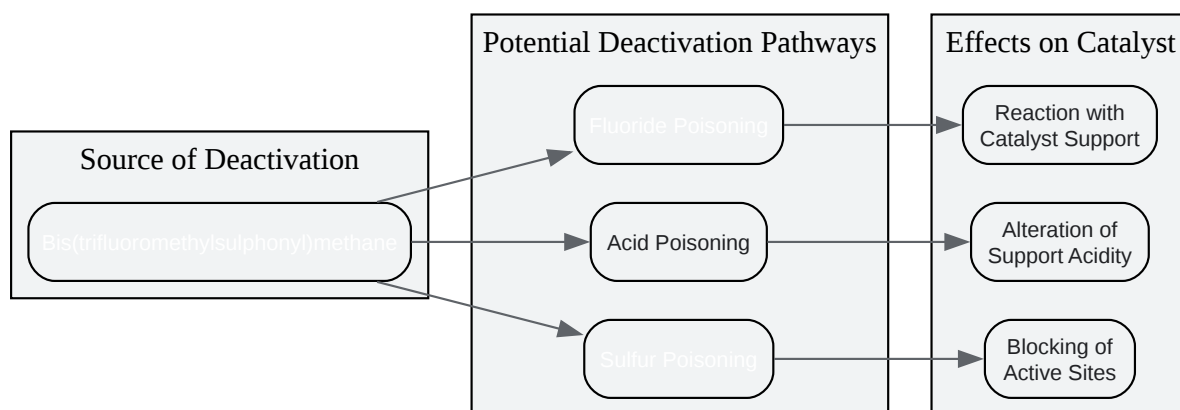 Source of Deactivation
Bis(trifluoromethylsulphonyl)methane
Potential Deactivation Pathways
Fluoride Poisoning
Acid Poisoning
Sulfur Poisoning
Effects on Catalyst
Reaction with
Catalyst Support
Alteration of
Support Acidity
Blocking of
Active Sites